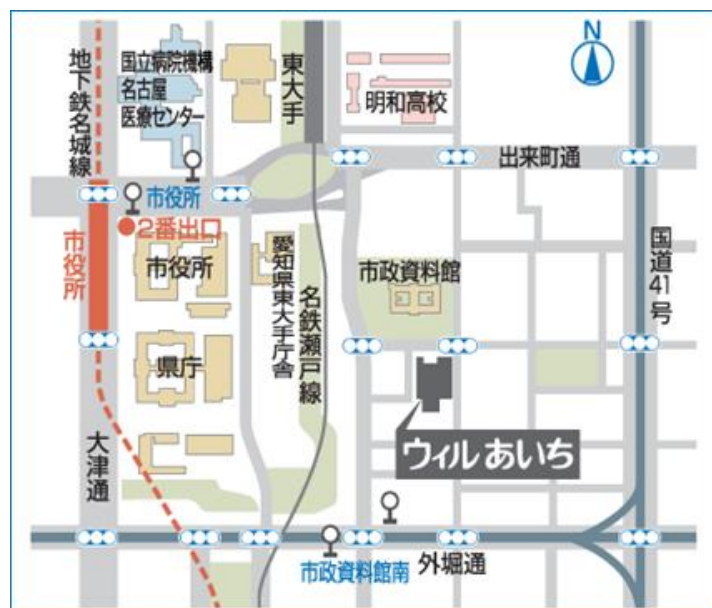 N
地下鉄名城線
国立病院機構
名古屋
医療センター
東大手
明和高校
出来町通
市役所
2番出口
市役所
市役所
愛知県東大手庁舎
名鉄瀬戸線
市政資料館
国道41号
県庁
大津通
ウィルあいち
市政資料館南
外堀通